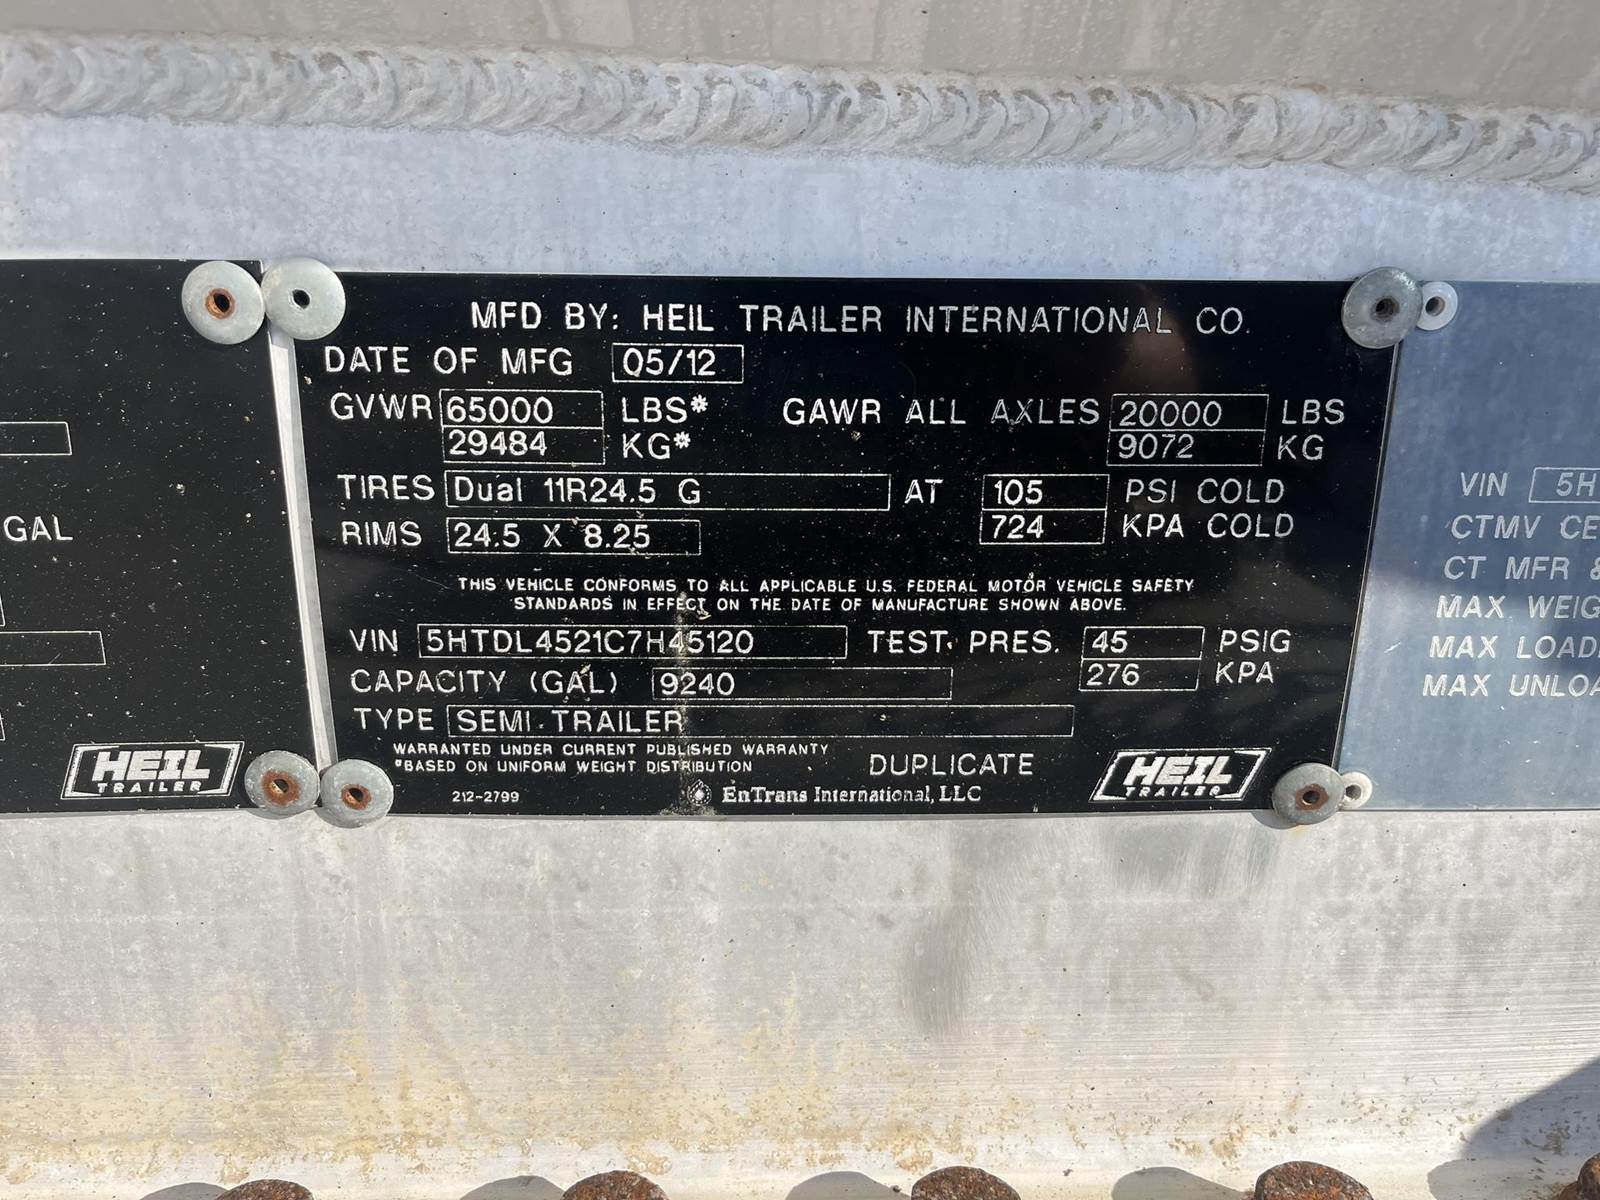 GAL
HEIL
TRAILER
MFD BY: HEIL TRAILER INTERNATIONAL CO.
DATE OF MFG 05/12
GVWR 65000 LBS* GAWR ALL AXLES 20000 LBS
29484 KG* 9072 KG
TIRES Dual 11R24.5 G AT 105 PSI COLD
724 KPA COLD
RIMS 24.5 X 8.25
THIS VEHICLE CONFORMS TO ALL APPLICABLE U.S. FEDERAL MOTOR VEHICLE SAFETY
STANDARDS IN EFFECT ON THE DATE OF MANUFACTURE SHOWN ABOVE.
VIN 5HTDL4521C7H45120 TEST. PRES. 45 PSIG
276 KPA
CAPACITY (GAL) 9240
TYPE SEMI-TRAILER
WARRANTED UNDER CURRENT PUBLISHED WARRANTY
*BASED ON UNIFORM WEIGHT DISTRIBUTION
DUPLICATE
212-2799
EnTrans International, LLC
HEIL
TRAILER
VIN 5H
CTMV CE
CT MFR &
MAX WEIG
MAX LOAD
MAX UNLOA